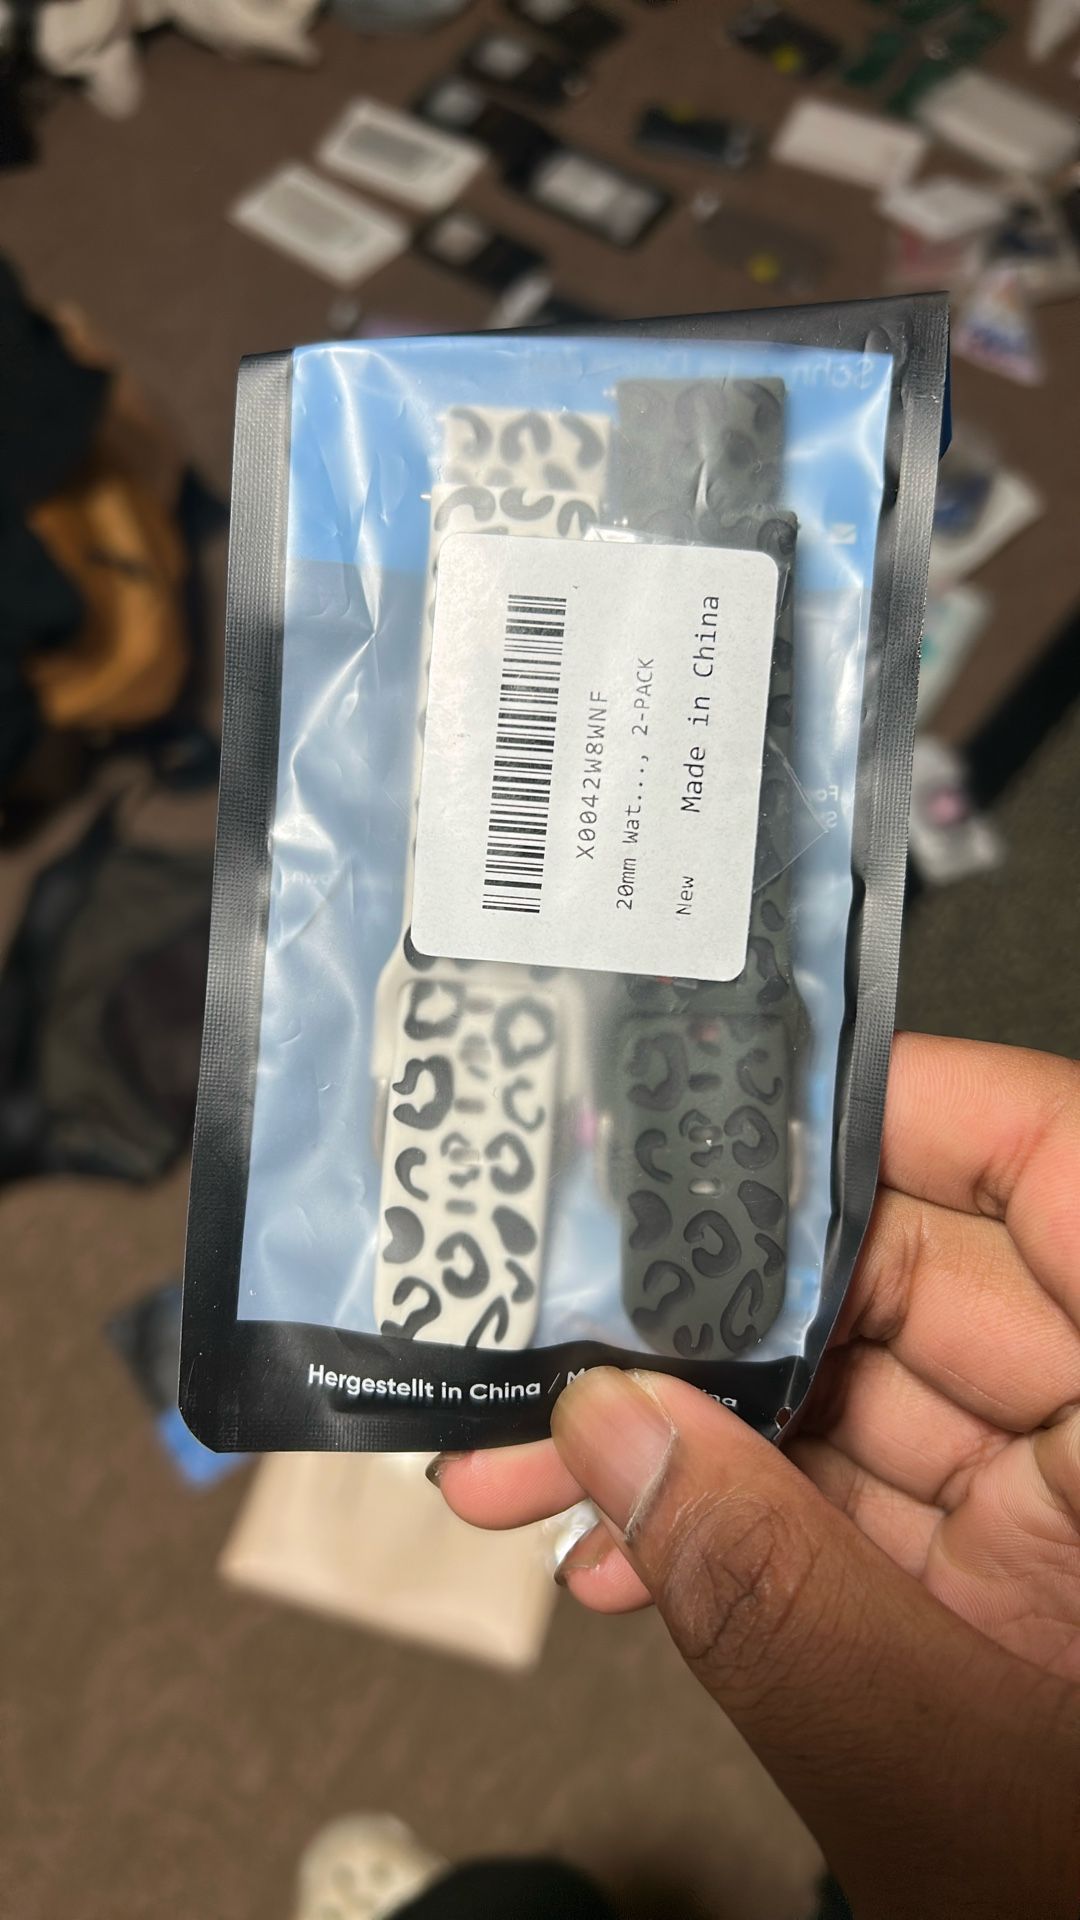 X0042W8WNF
20mm Wat..., 2-PACK
New
Made in China
Hergestellt in China /